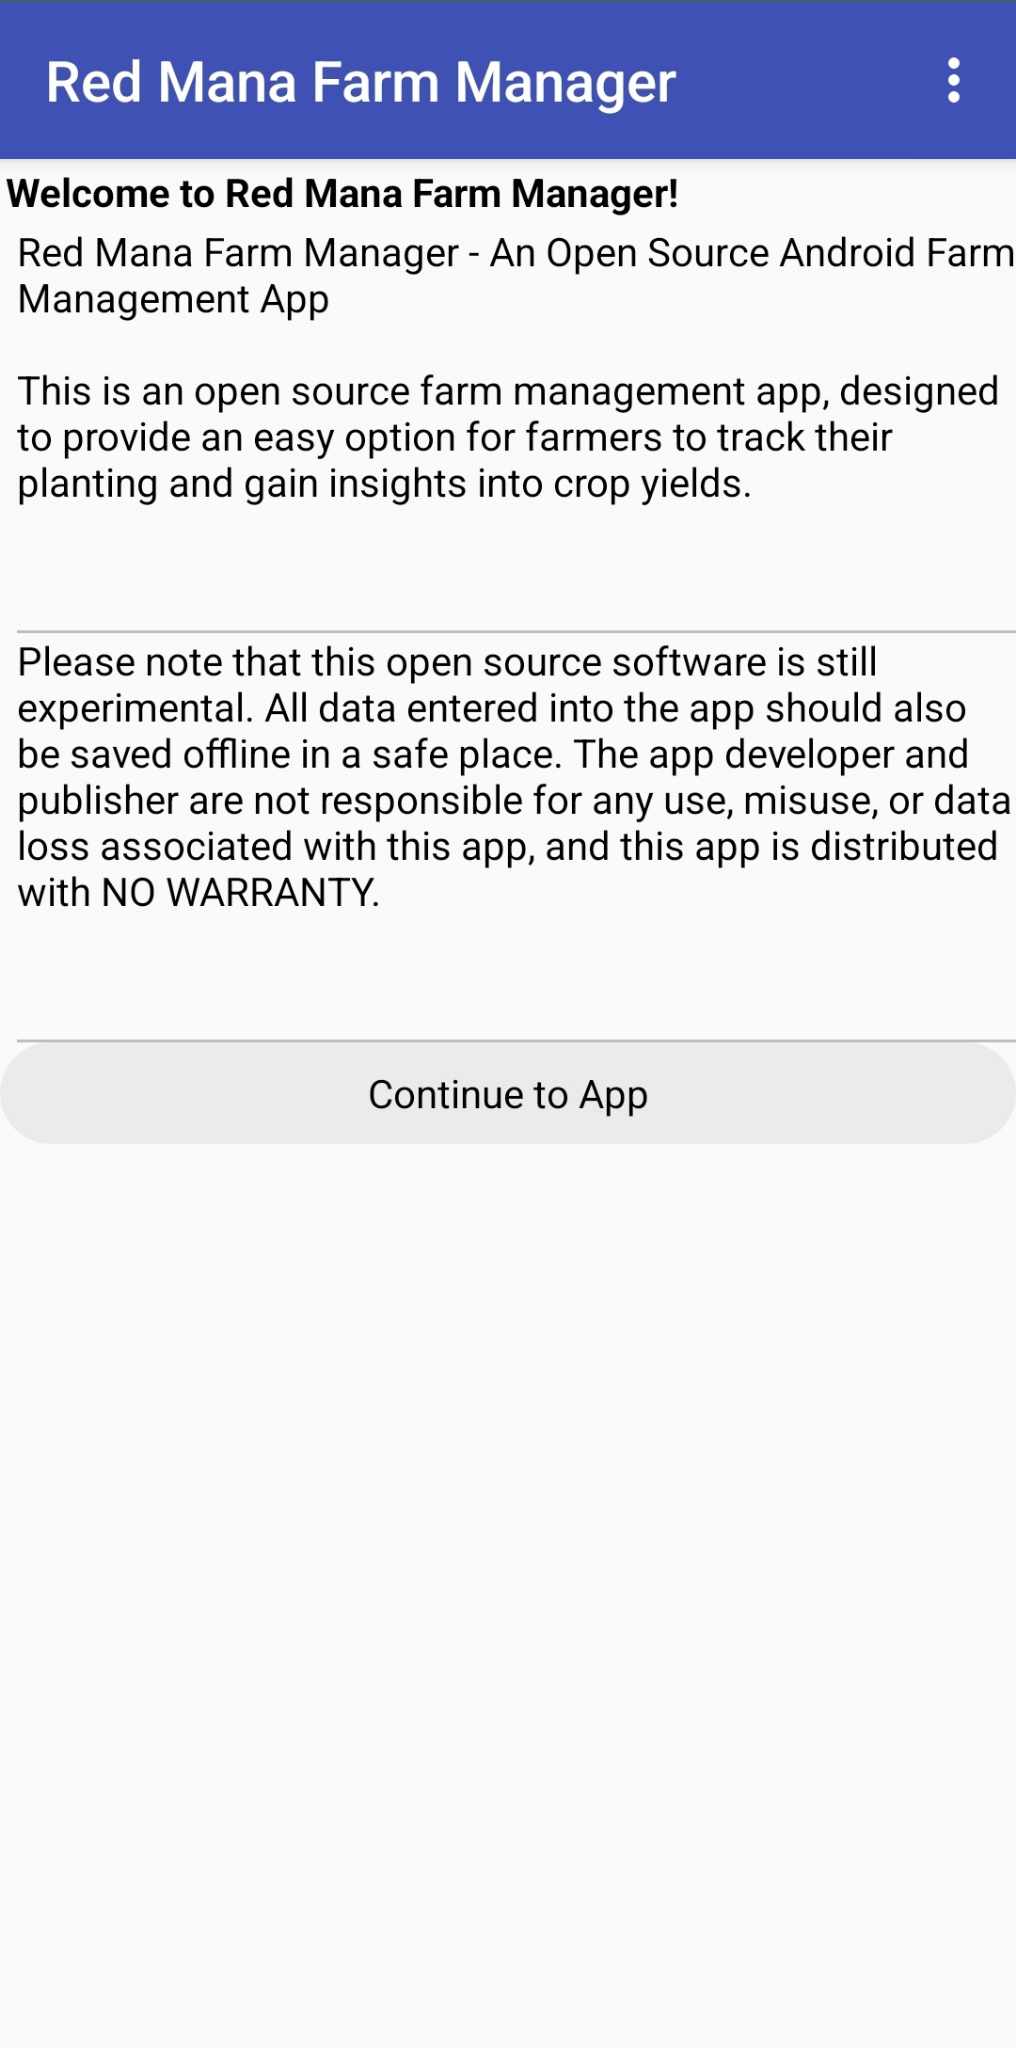 Red Mana Farm Manager
Welcome to Red Mana Farm Manager!
Red Mana Farm Manager - An Open Source Android Farm
Management App
This is an open source farm management app, designed
to provide an easy option for farmers to track their
planting and gain insights into crop yields.
Please note that this open source software is still
experimental. All data entered into the app should also
be saved offline in a safe place. The app developer and
publisher are not responsible for any use, misuse, or data
loss associated with this app, and this app is distributed
with NO WARRANTY.
Continue to App